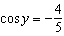 cos y = −4/5